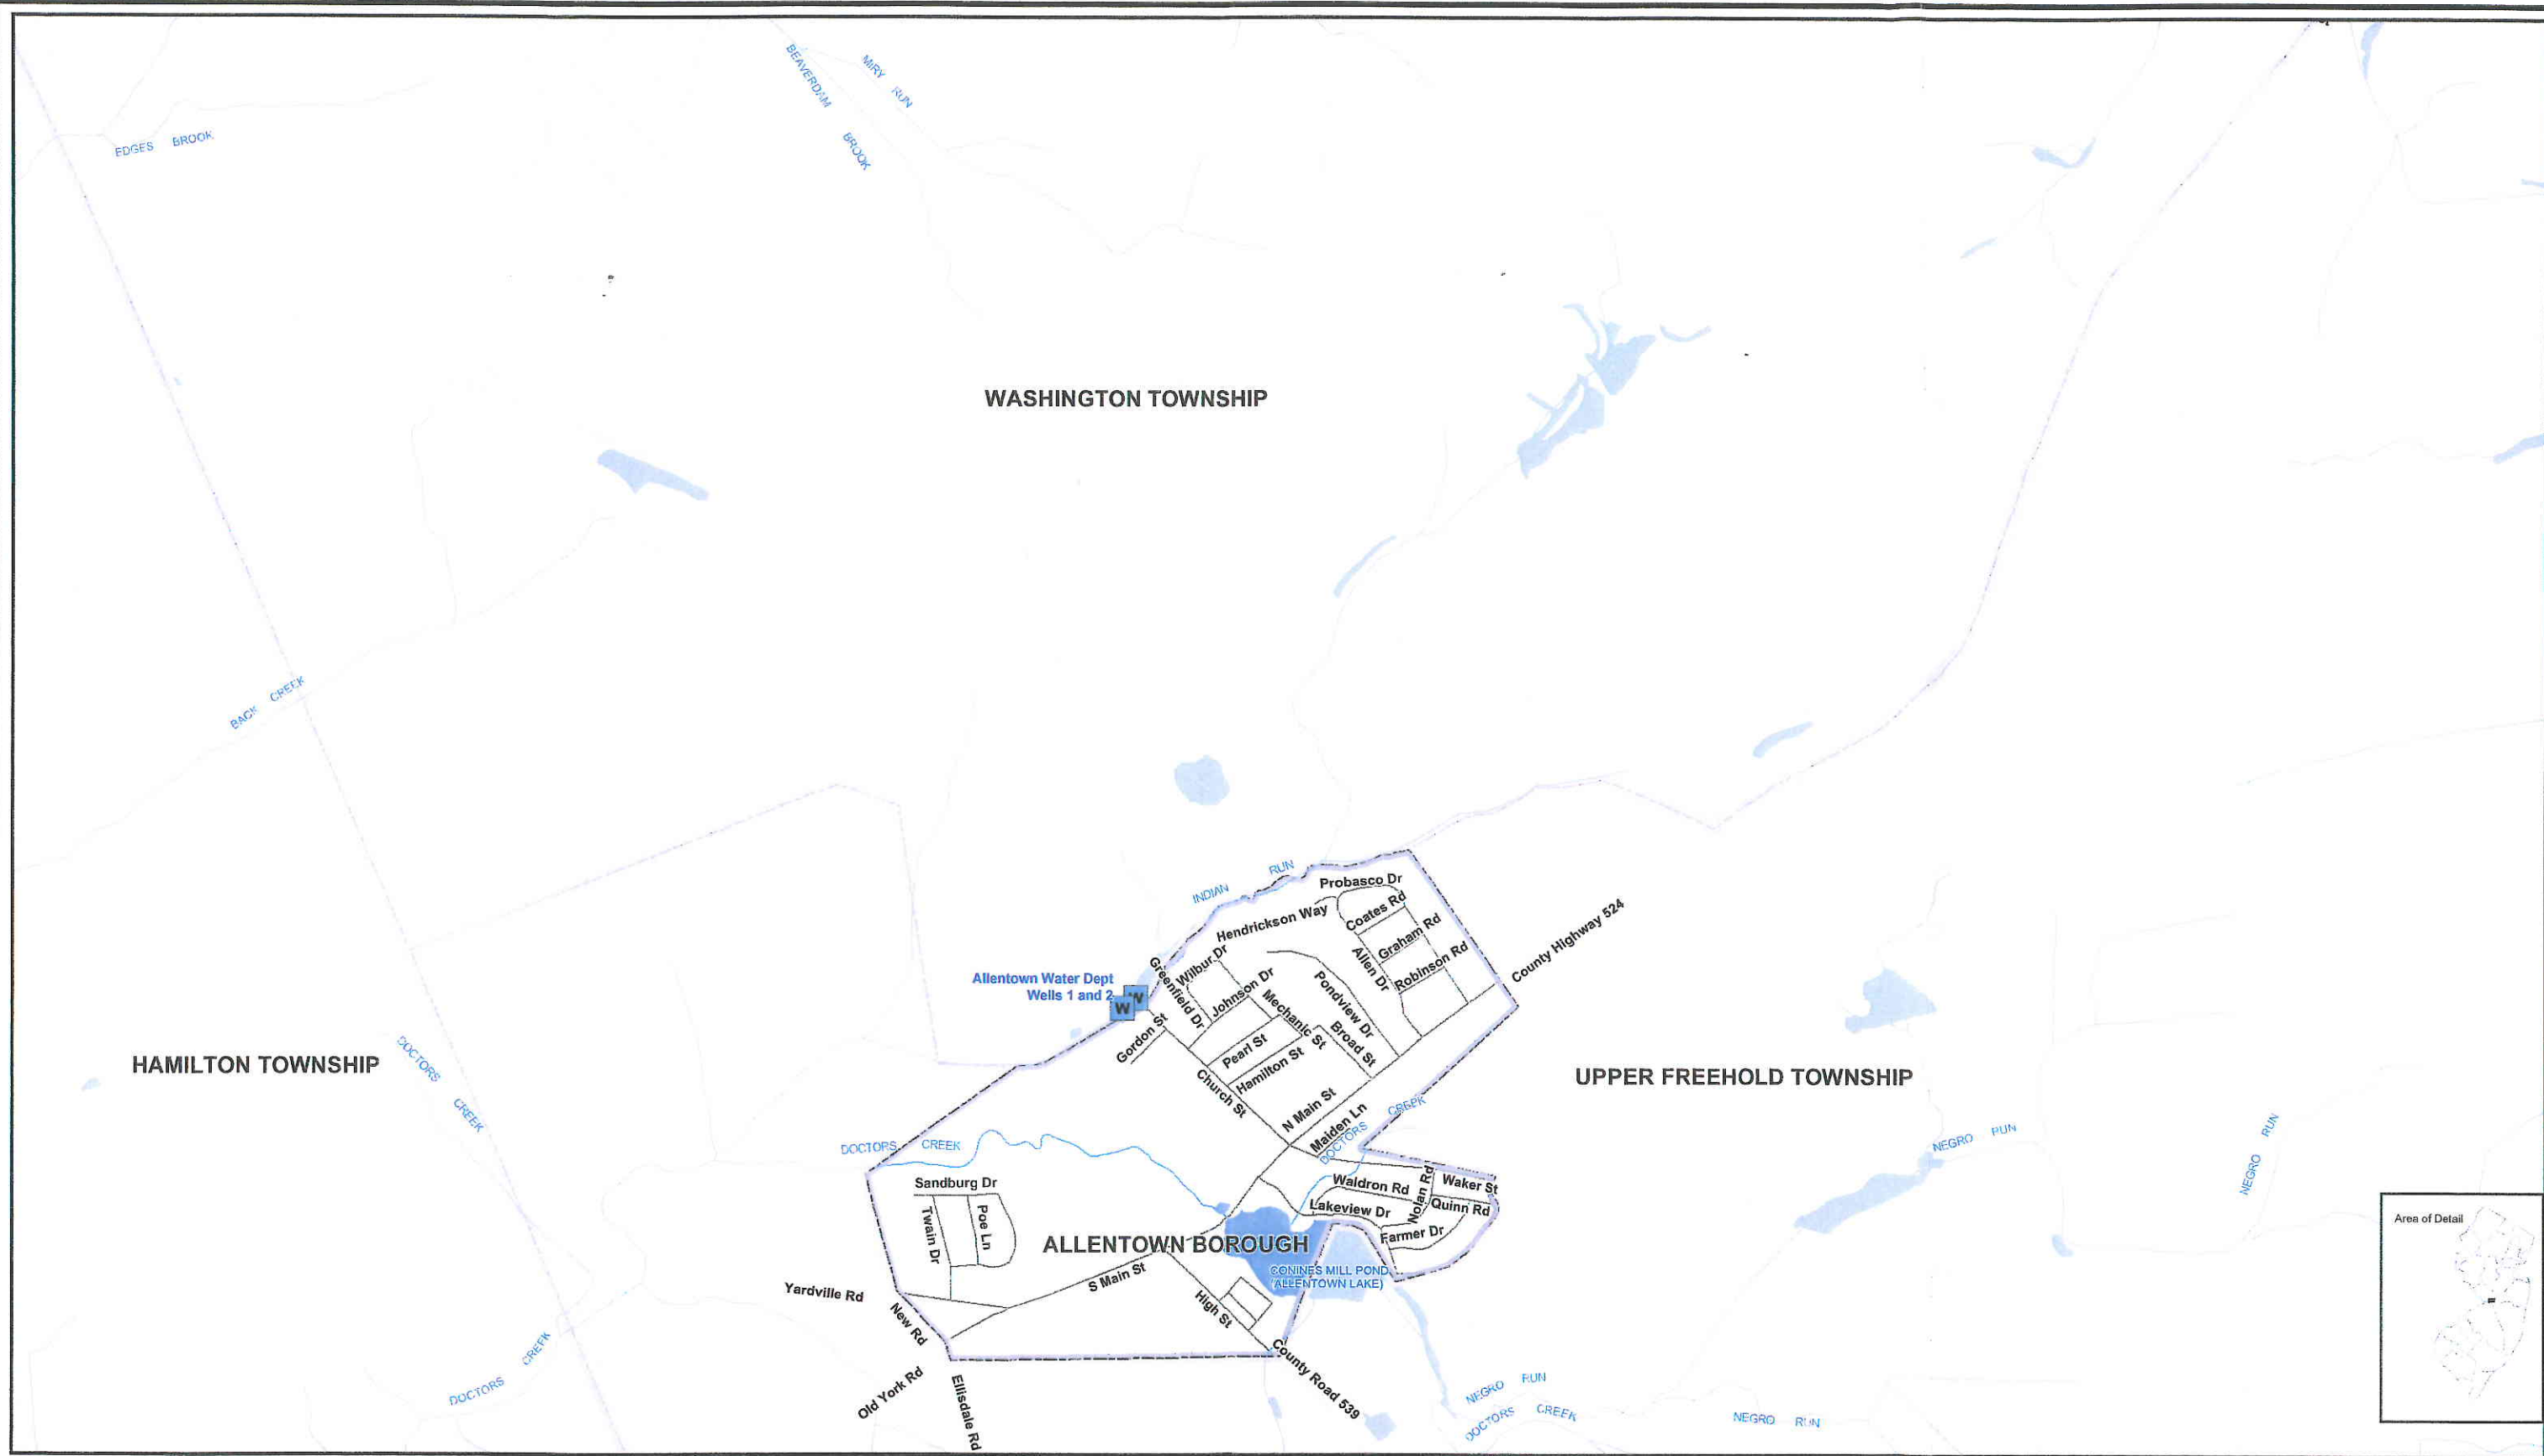 BEAVERDAM BROOK
MIRY RUN
EDGES BROOK
WASHINGTON TOWNSHIP
BACK CREEK
INDIAN RUN
Probasco Dr
Coates Rd
Hendrickson Way
Graham Rd
County Highway 524
Robinson Rd
Allen Dr
Wilbur Dr
Greenfield Dr
Johnson Dr
Pondview Dr
Mechanic St
Allentown Water Dept
Wells 1 and 2
W
W
Gordon St
Broad St
Pearl St
Hamilton St
Church St
HAMILTON TOWNSHIP
DOCTORS CREEK
UPPER FREEHOLD TOWNSHIP
N Main St
Maiden Ln
DOCTORS CREEK
DOCTORS CREEK
NEGRO RUN
NEGRO RUN
Sandburg Dr
Waldron Rd
Nolan Rd
Waker St
Quinn Rd
Lakeview Dr
Farmer Dr
Twain Dr
Poe Ln
ALLENTOWN BOROUGH
CONINES MILL POND
(ALLENTOWN LAKE)
Area of Detail
S Main St
Yardville Rd
New Rd
High St
County Road 539
DOCTORS CREEK
Old York Rd
Ellisdale Rd
NEGRO RUN
DOCTORS CREEK
NEGRO RUN